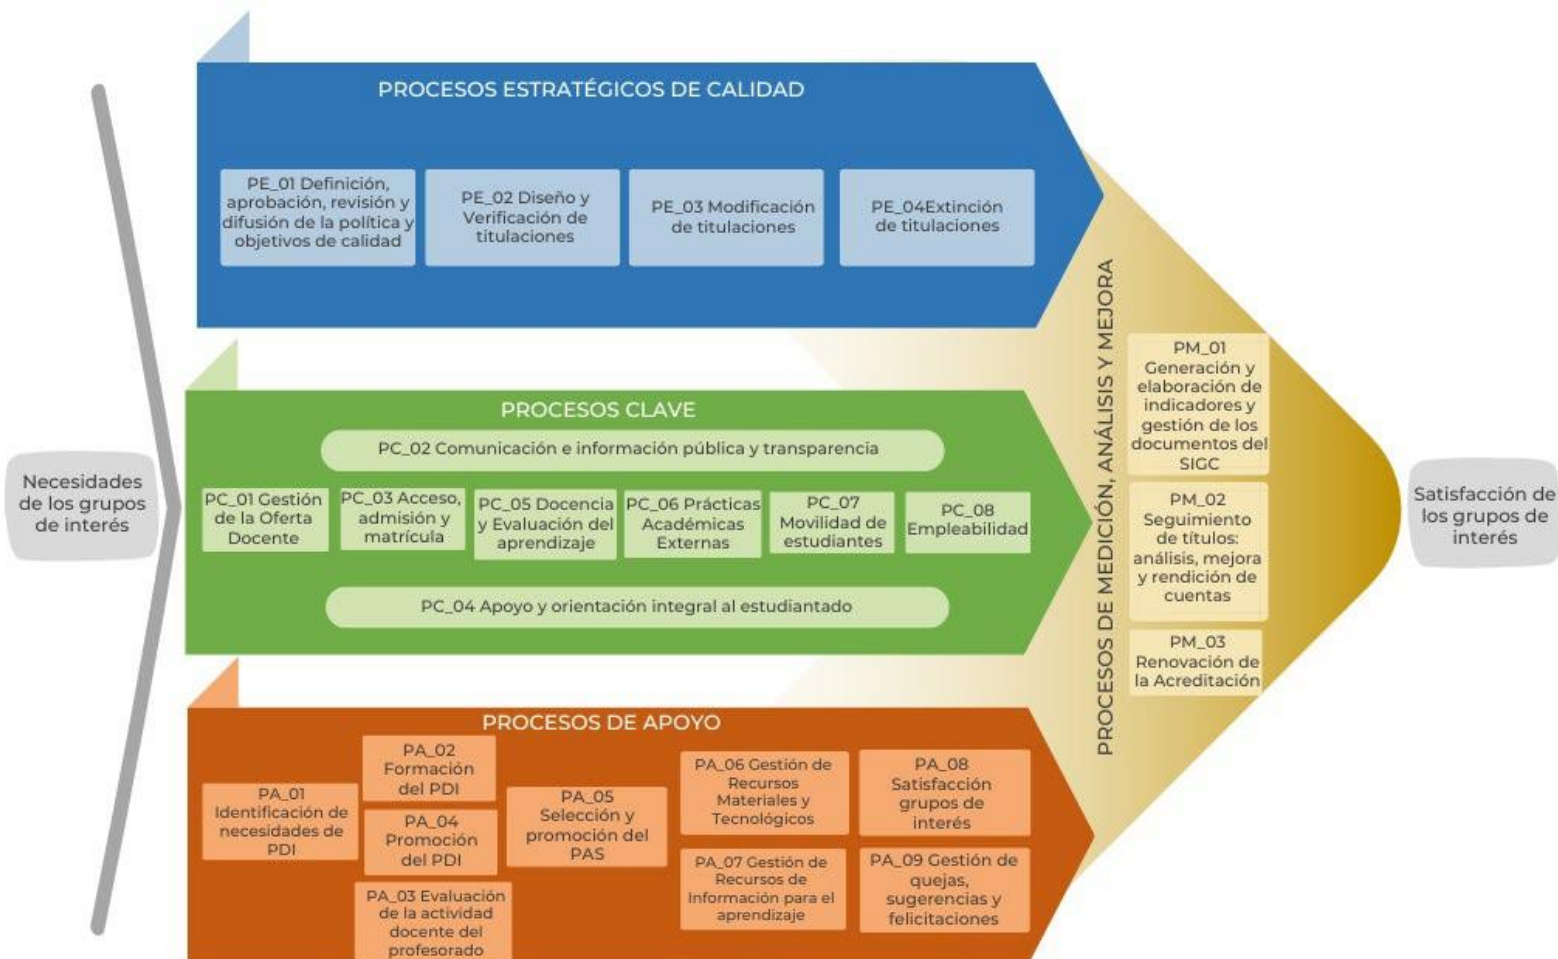 PROCESOS ESTRATÉGICOS DE CALIDAD
PE_01 Definición,
aprobación, revisión y
difusión de la política y
objetivos de calidad
PE_02 Diseño y
Verificación de
titulaciones
PE_03 Modificación
de titulaciones
PE_04Extinción
de titulaciones
Necesidades
de los grupos
de interés
PROCESOS CLAVE
PC_02 Comunicación e información pública y transparencia
PC_01 Gestión
de la Oferta
Docente
PC_03 Acceso,
admisión y
matrícula
PC_05 Docencia
y Evaluación del
aprendizaje
PC_06 Prácticas
Académicas
Externas
PC_07
Movilidad de
estudiantes
PC_08
Empleabilidad
PC_04 Apoyo y orientación integral al estudiantado
PROCESOS DE APOYO
PA_01
Identificación de
necesidades de
PDI
PA_02
Formación
del PDI
PA_04
Promoción
del PDI
PA_03 Evaluación
de la actividad
docente del
profesorado
PA_05
Selección y
promoción del
PAS
PA_06 Gestión de
Recursos
Materiales y
Tecnológicos
PA_07 Gestión de
Recursos de
Información para el
aprendizaje
PA_08
Satisfacción
grupos de
interés
PA_09 Gestión de
quejas,
sugerencias y
felicitaciones
PROCESOS DE MEDICIÓN, ANÁLISIS Y MEJORA
PM_01
Generación y
elaboración de
indicadores y
gestión de los
documentos del
SIGC
PM_02
Seguimiento
de títulos:
análisis, mejora
y rendición de
cuentas
PM_03
Renovación de
la Acreditación
Satisfacción de
los grupos de
interés